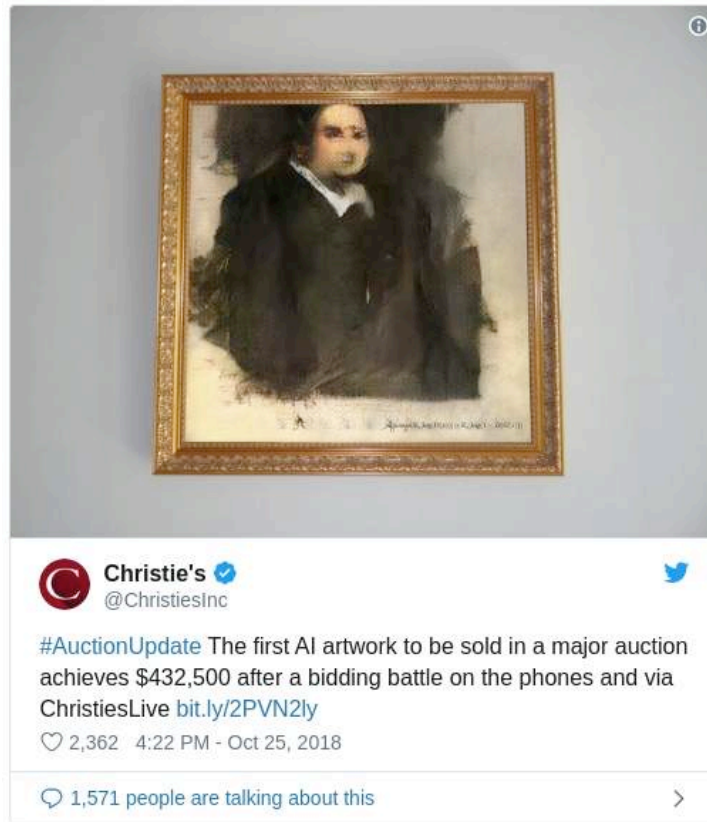 C
Christie's
@ChristiesInc
#AuctionUpdate The first AI artwork to be sold in a major auction
achieves $432,500 after a bidding battle on the phones and via
ChristiesLive bit.ly/2PVN2ly
2,362 4:22 PM - Oct 25, 2018
1,571 people are talking about this